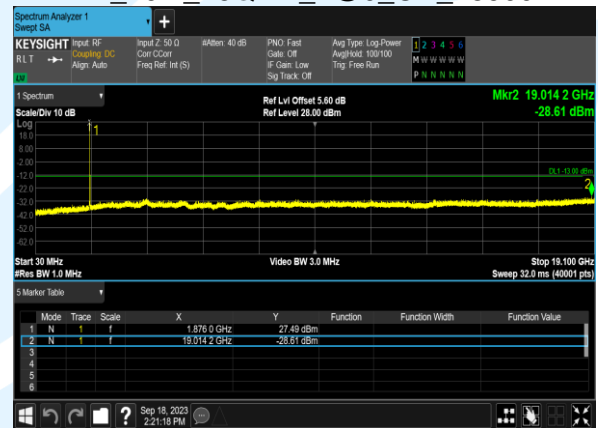 Spectrum Analyzer 1
Swept SA
+
KEYSIGHT Input: RF Input Z: 50 Ω #Atten: 40 dB PNO: Fast Avg Type: Log-Power 1 2 3 4 5 6
RLT Coupling: DC Corr CCorr Gate: Off Avg|Hold: 100/100 M W W W W W
Align: Auto Freq Ref: Int (S) IF Gain: Low Trig: Free Run
Sig Track: Off P N N N N N
1 Spectrum Ref Lvl Offset 5.60 dB Mkr2 19.014 2 GHz
Scale/Div 10 dB Ref Level 28.00 dBm -28.61 dBm
Log
18.0
1
8.00
-2.00
-12.0
DL1 -13.00 dBm
-22.0
2
-32.0
-42.0
-52.0
-62.0
Start 30 MHz Video BW 3.0 MHz Stop 19.100 GHz
#Res BW 1.0 MHz Sweep 32.0 ms (40001 pts)
5 Marker Table
Mode Trace Scale X Y Function Function Width Function Value
1 N 1 f 1.876 0 GHz 27.49 dBm
2 N 1 f 19.014 2 GHz -28.61 dBm
3
4
5
6
? Sep 18, 2023
2:21:18 PM